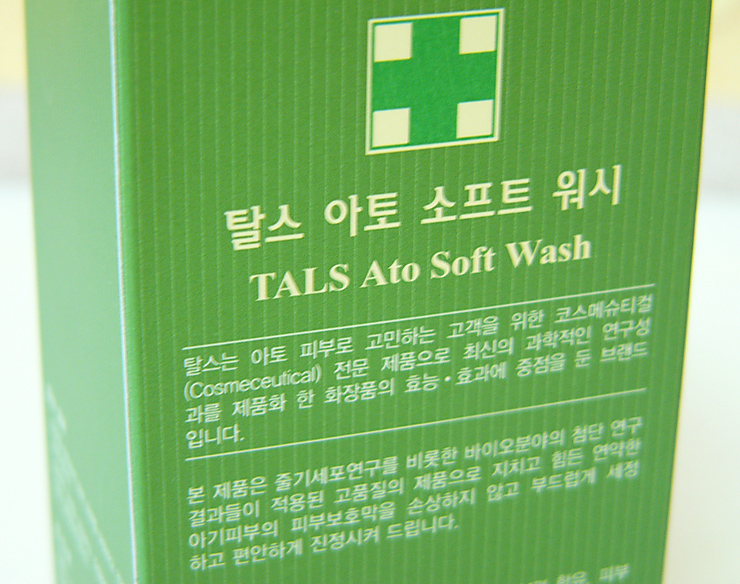 탈스 아토 소프트 워시
TALS Ato Soft Wash
탈스는 아토 피부로 고민하는 고객을 위한 코스메슈티컬
(Cosmeceutical) 전문 제품으로 최신의 과학적인 연구성
과를 제품화 한 화장품의 효능·효과에 중점을 둔 브랜드
입니다.
본 제품은 줄기세포연구를 비롯한 바이오분야의 첨단 연구
결과들이 적용된 고품질의 제품으로 지치고 힘든 연약한
아기피부의 피부보호막을 손상하지 않고 부드럽게 세정
하고 편안하게 진정시켜 드립니다.
피부